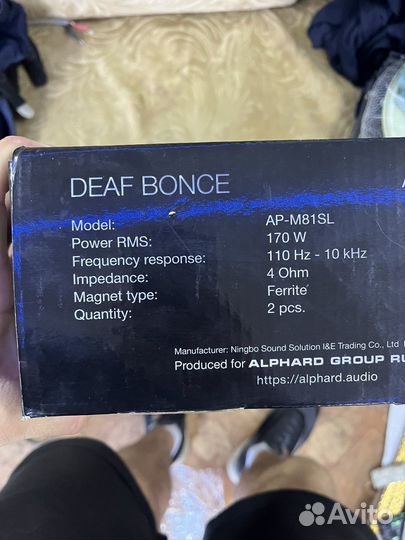 DEAF BONCE
Model: AP-M81SL
Power RMS: 170 W
Frequency response: 110 Hz - 10 kHz
Impedance: 4 Ohm
Magnet type: Ferrite
Quantity: 2 pcs.
Manufacturer: Ningbo Sound Solution I&E Trading Co., Ltd
Produced for ALPHARD GROUP RU
https://alphard.audio
Avito